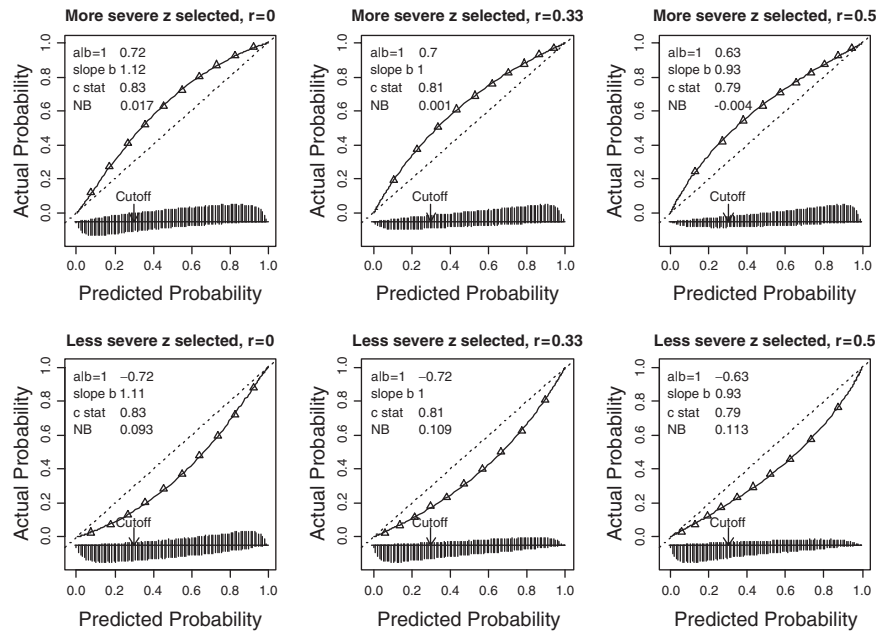 More severe z selected, r=0
Actual Probability
1.0
0.8
0.6
0.4
0.2
0.0
a|b=1 0.72
slope b 1.12
c stat 0.83
NB 0.017
Cutoff
0.0 0.2 0.4 0.6 0.8 1.0
Predicted Probability
More severe z selected, r=0.33
Actual Probability
1.0
0.8
0.6
0.4
0.2
0.0
a|b=1 0.7
slope b 1
c stat 0.81
NB 0.001
Cutoff
0.0 0.2 0.4 0.6 0.8 1.0
Predicted Probability
More severe z selected, r=0.5
Actual Probability
1.0
0.8
0.6
0.4
0.2
0.0
a|b=1 0.63
slope b 0.93
c stat 0.79
NB -0.004
Cutoff
0.0 0.2 0.4 0.6 0.8 1.0
Predicted Probability
Less severe z selected, r=0
Actual Probability
1.0
0.8
0.6
0.4
0.2
0.0
a|b=1 −0.72
slope b 1.11
c stat 0.83
NB 0.093
Cutoff
0.0 0.2 0.4 0.6 0.8 1.0
Predicted Probability
Less severe z selected, r=0.33
Actual Probability
1.0
0.8
0.6
0.4
0.2
0.0
a|b=1 −0.72
slope b 1
c stat 0.81
NB 0.109
Cutoff
0.0 0.2 0.4 0.6 0.8 1.0
Predicted Probability
Less severe z selected, r=0.5
Actual Probability
1.0
0.8
0.6
0.4
0.2
0.0
a|b=1 −0.63
slope b 0.93
c stat 0.79
NB 0.113
Cutoff
0.0 0.2 0.4 0.6 0.8 1.0
Predicted Probability